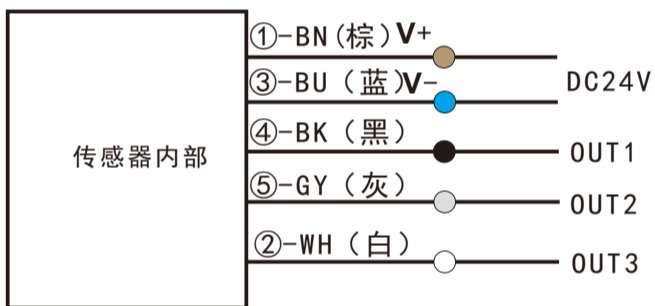 ①-BN(棕)V+
③-BU（蓝)V-
DC24V
④-BK（黑）
OUT1
传感器内部
⑤-GY（灰）
OUT2
②-WH（白）
OUT3